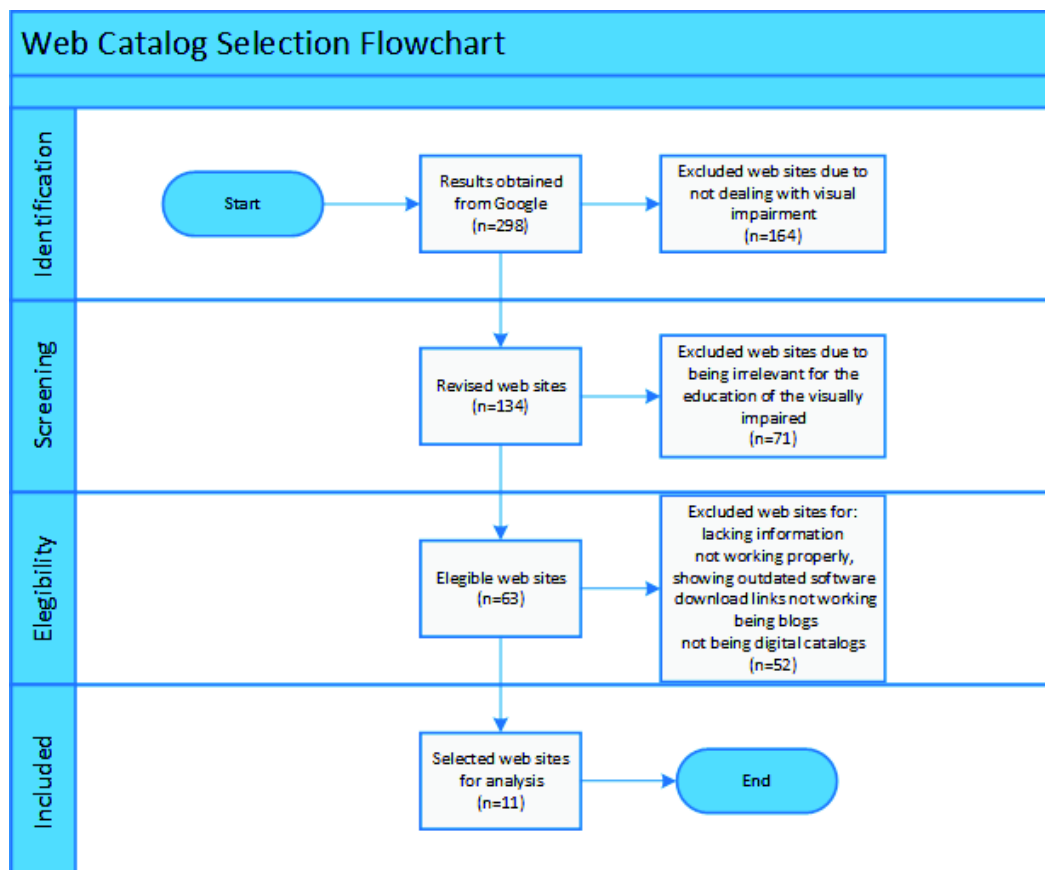 Web Catalog Selection Flowchart
Identification
Start
Results obtained
from Google
(n=298)
Excluded web sites due to
not dealing with visual
impairment
(n=164)
Screening
Revised web sites
(n=134)
Excluded web sites due to
being irrelevant for the
education of the visually
impaired
(n=71)
Elegibility
Elegible web sites
(n=63)
Excluded web sites for:
lacking information
not working properly,
showing outdated software
download links not working
being blogs
not being digital catalogs
(n=52)
Included
Selected web sites
for analysis
(n=11)
End